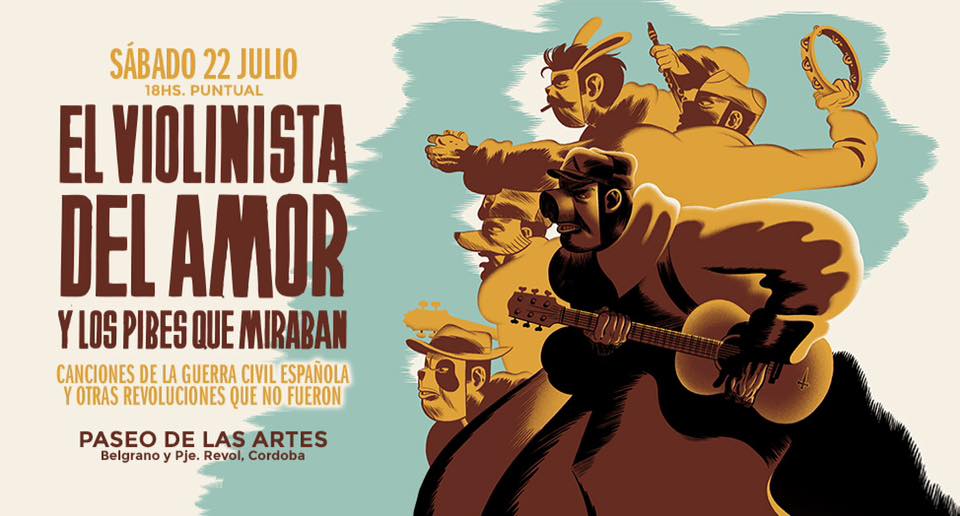 SÁBADO 22 JULIO
18HS. PUNTUAL
EL VIOLINISTA
DEL AMOR
Y LOS PIBES QUE MIRABAN
CANCIONES DE LA GUERRA CIVIL ESPAÑOLA
Y OTRAS REVOLUCIONES QUE NO FUERON
PASEO DE LAS ARTES
Belgrano y Pje. Revol, Cordoba